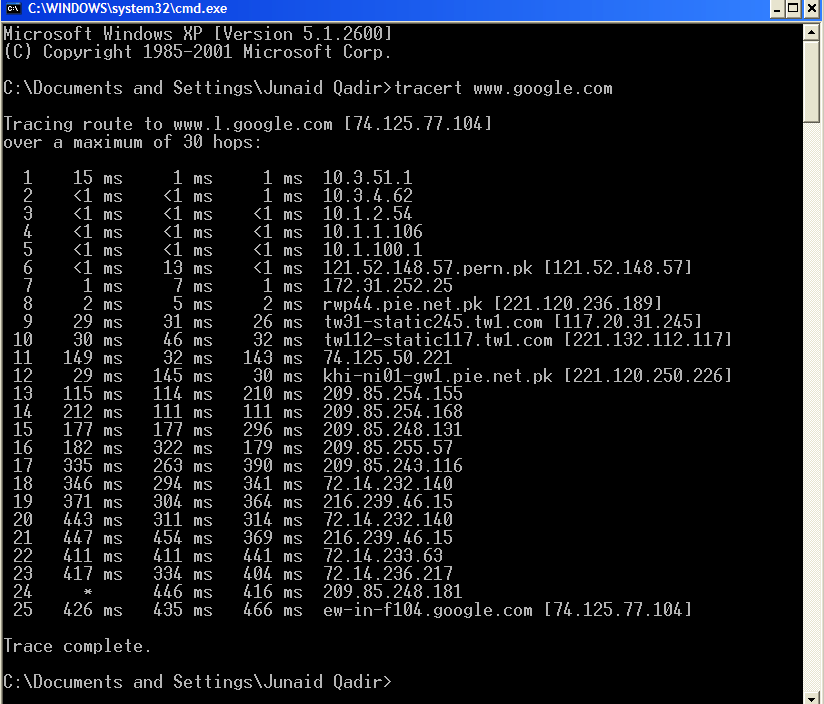 C:\WINDOWS\system32\cmd.exe
Microsoft Windows XP [Version 5.1.2600]
(C) Copyright 1985-2001 Microsoft Corp.
C:\Documents and Settings\Junaid Qadir>tracert www.google.com
Tracing route to www.l.google.com [74.125.77.104]
over a maximum of 30 hops:
1 15 ms 1 ms 1 ms 10.3.51.1
2 <1 ms <1 ms 1 ms 10.3.4.62
3 <1 ms <1 ms <1 ms 10.1.2.54
4 <1 ms <1 ms <1 ms 10.1.1.106
5 <1 ms <1 ms <1 ms 10.1.100.1
6 <1 ms 13 ms <1 ms 121.52.148.57.pern.pk [121.52.148.57]
7 1 ms 7 ms 1 ms 172.31.252.25
8 2 ms 5 ms 2 ms rwp44.pie.net.pk [221.120.236.189]
9 29 ms 31 ms 26 ms tw31-static245.tw1.com [117.20.31.245]
10 30 ms 46 ms 32 ms tw112-static117.tw1.com [221.132.112.117]
11 149 ms 32 ms 143 ms 74.125.50.221
12 29 ms 145 ms 30 ms khi-ni01-gw1.pie.net.pk [221.120.250.226]
13 115 ms 114 ms 210 ms 209.85.254.155
14 212 ms 111 ms 111 ms 209.85.254.168
15 177 ms 177 ms 296 ms 209.85.248.131
16 182 ms 322 ms 179 ms 209.85.255.57
17 335 ms 263 ms 390 ms 209.85.243.116
18 346 ms 294 ms 341 ms 72.14.232.140
19 371 ms 304 ms 364 ms 216.239.46.15
20 443 ms 311 ms 314 ms 72.14.232.140
21 447 ms 454 ms 369 ms 216.239.46.15
22 411 ms 411 ms 441 ms 72.14.233.63
23 417 ms 334 ms 404 ms 72.14.236.217
24 * 446 ms 416 ms 209.85.248.181
25 426 ms 435 ms 466 ms ew-in-f104.google.com [74.125.77.104]
Trace complete.
C:\Documents and Settings\Junaid Qadir>